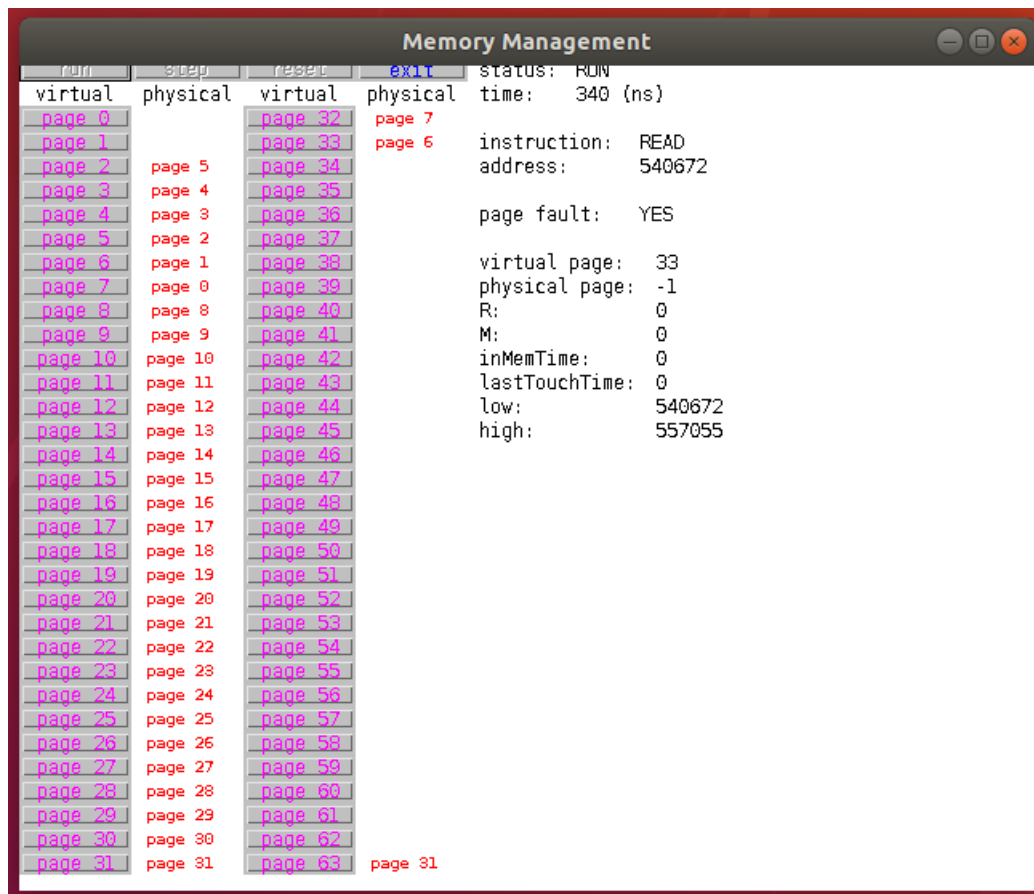 Memory Management
run step reset exit status: RUN
virtual physical virtual physical time: 340 (ns)
page 0 page 32 page 7
page 1 page 33 page 6 instruction: READ
page 2 page 5 page 34 address: 540672
page 3 page 4 page 35
page 4 page 3 page 36 page fault: YES
page 5 page 2 page 37
page 6 page 1 page 38 virtual page: 33
page 7 page 0 page 39 physical page: -1
page 8 page 8 page 40 R: 0
page 9 page 9 page 41 M: 0
page 10 page 10 page 42 inMemTime: 0
page 11 page 11 page 43 lastTouchTime: 0
page 12 page 12 page 44 low: 540672
page 13 page 13 page 45 high: 557055
page 14 page 14 page 46
page 15 page 15 page 47
page 16 page 16 page 48
page 17 page 17 page 49
page 18 page 18 page 50
page 19 page 19 page 51
page 20 page 20 page 52
page 21 page 21 page 53
page 22 page 22 page 54
page 23 page 23 page 55
page 24 page 24 page 56
page 25 page 25 page 57
page 26 page 26 page 58
page 27 page 27 page 59
page 28 page 28 page 60
page 29 page 29 page 61
page 30 page 30 page 62
page 31 page 31 page 63 page 31